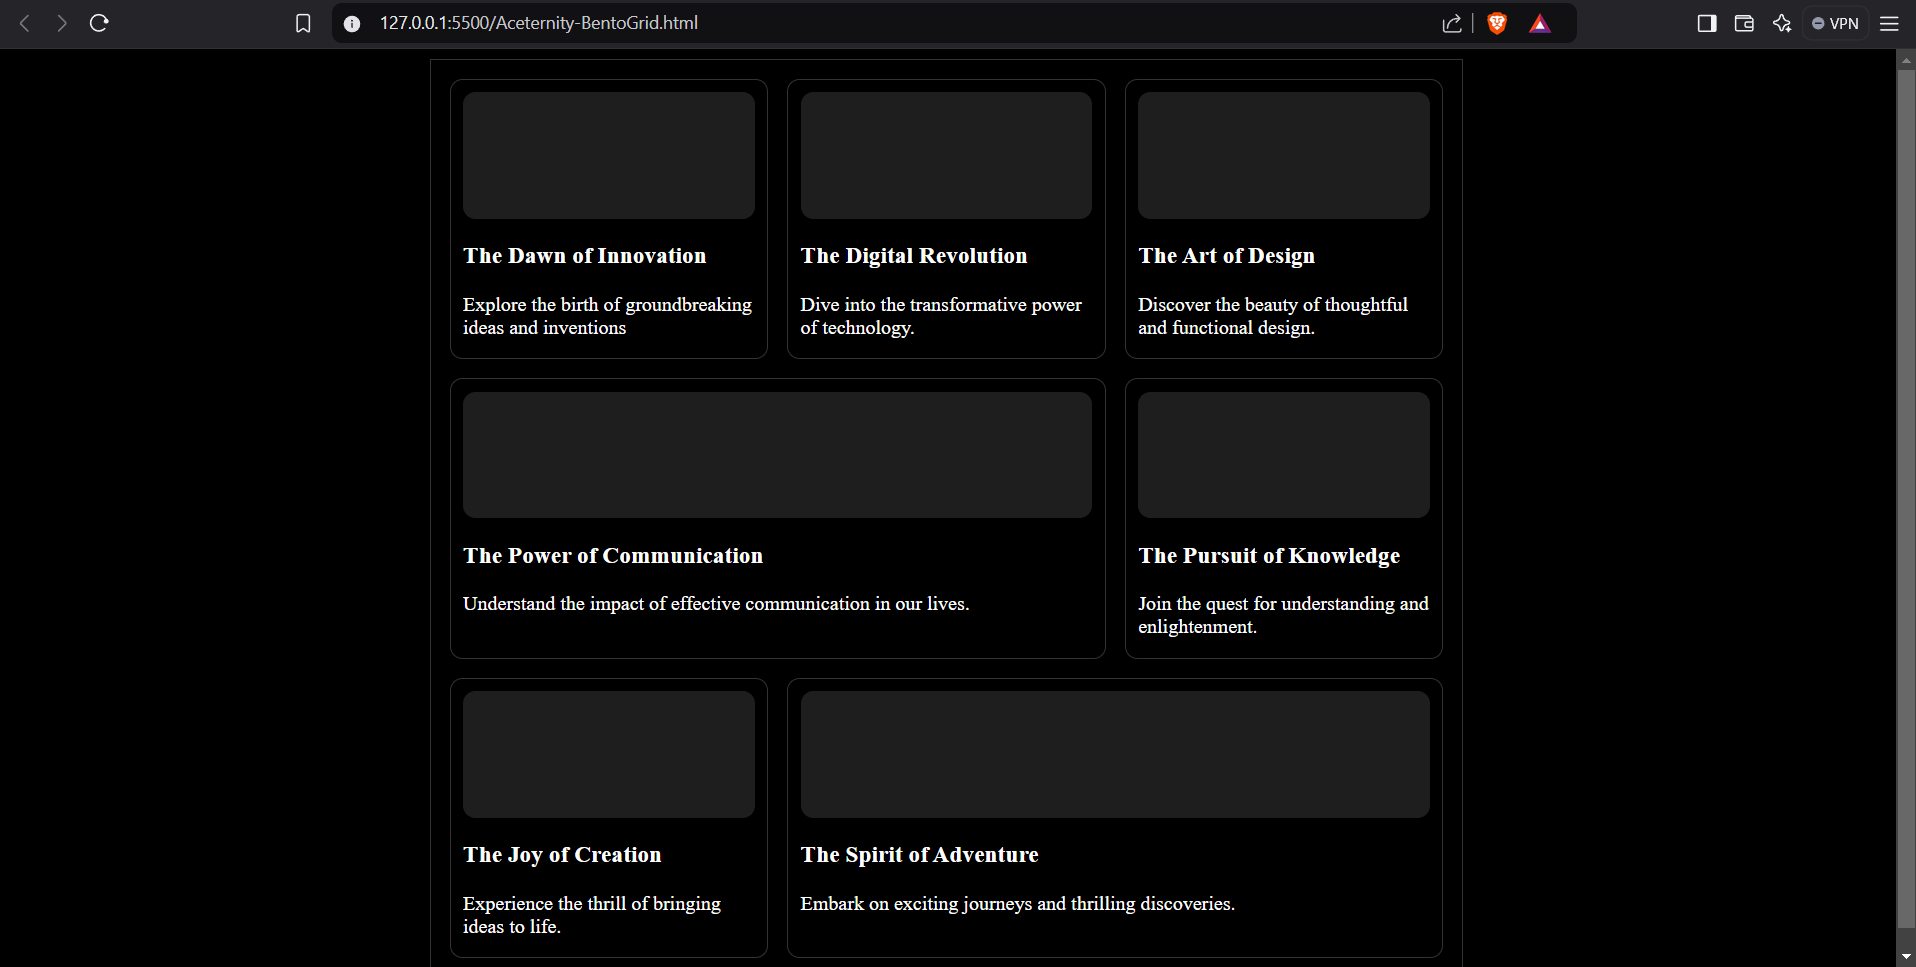 127.0.0.1:5500/Aceternity-BentoGrid.html
VPN
The Dawn of Innovation
Explore the birth of groundbreaking
ideas and inventions
The Digital Revolution
Dive into the transformative power
of technology.
The Art of Design
Discover the beauty of thoughtful
and functional design.
The Power of Communication
Understand the impact of effective communication in our lives.
The Pursuit of Knowledge
Join the quest for understanding and
enlightenment.
The Joy of Creation
Experience the thrill of bringing
ideas to life.
The Spirit of Adventure
Embark on exciting journeys and thrilling discoveries.